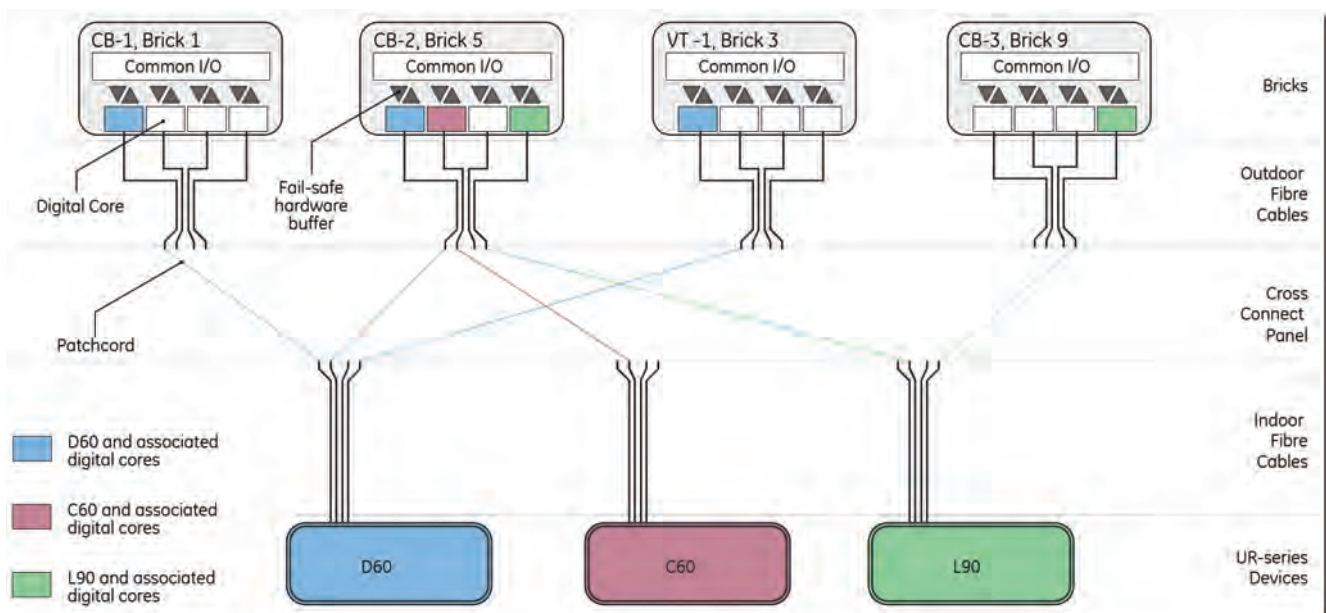 CB-1, Brick 1
Common I/O
CB-2, Brick 5
Common I/O
VT -1, Brick 3
Common I/O
CB-3, Brick 9
Common I/O
Bricks
Digital Core
Fail-safe
hardware
buffer
Outdoor
Fibre
Cables
Patchcord
Cross
Connect
Panel
Indoor
Fibre
Cables
D60 and associated
digital cores
C60 and associated
digital cores
L90 and associated
digital cores
D60
C60
L90
UR-series
Devices